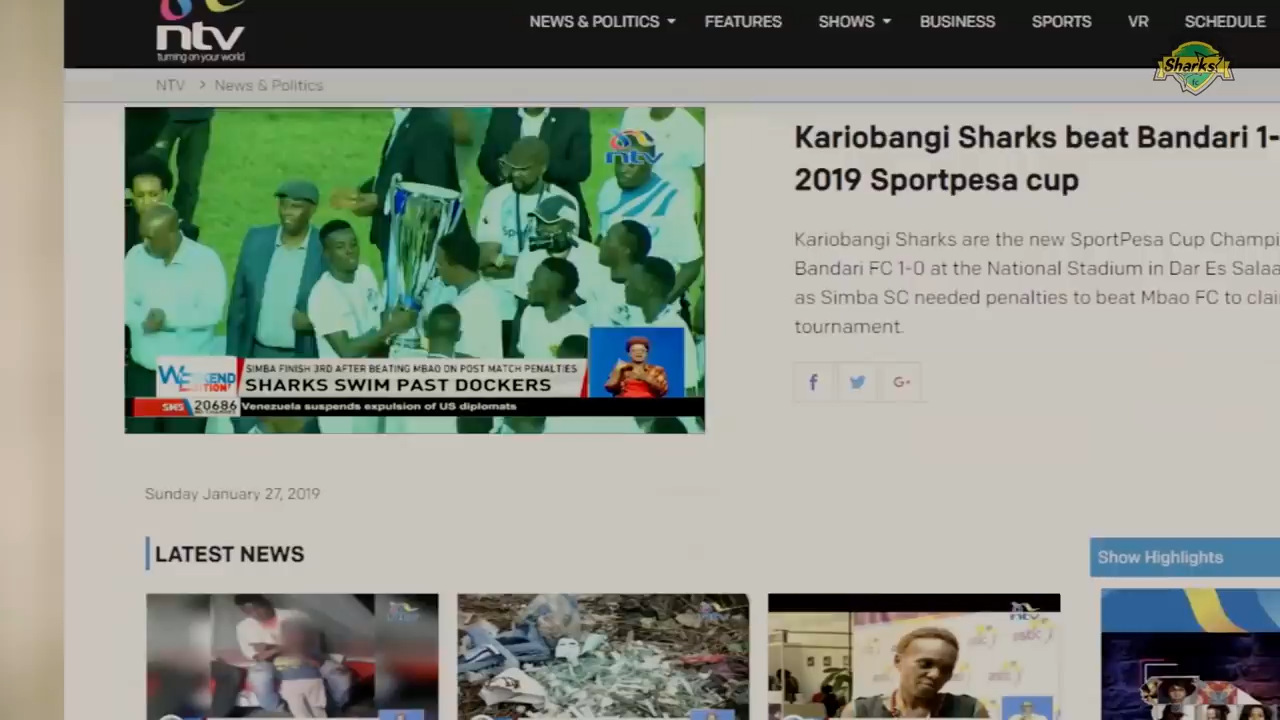 ntv
turning on your world
NEWS & POLITICS
FEATURES
SHOWS
BUSINESS
SPORTS
VR
SCHEDULE
Sharks
fc
NTV > News & Politics
ntv
Kariobangi Sharks beat Bandari 1-
2019 Sportpesa cup
Kariobangi Sharks are the new SportPesa Cup Champi
Bandari FC 1-0 at the National Stadium in Dar Es Salaa
as Simba SC needed penalties to beat Mbao FC to clai
tournament.
f
G+
WEEKEND
EDITION
SIMBA FINISH 3RD AFTER BEATING MBAO ON POST MATCH PENALTIES
SHARKS SWIM PAST DOCKERS
SMS 20686
Venezuela suspends expulsion of US diplomats
Sunday January 27, 2019
LATEST NEWS
Show Highlights